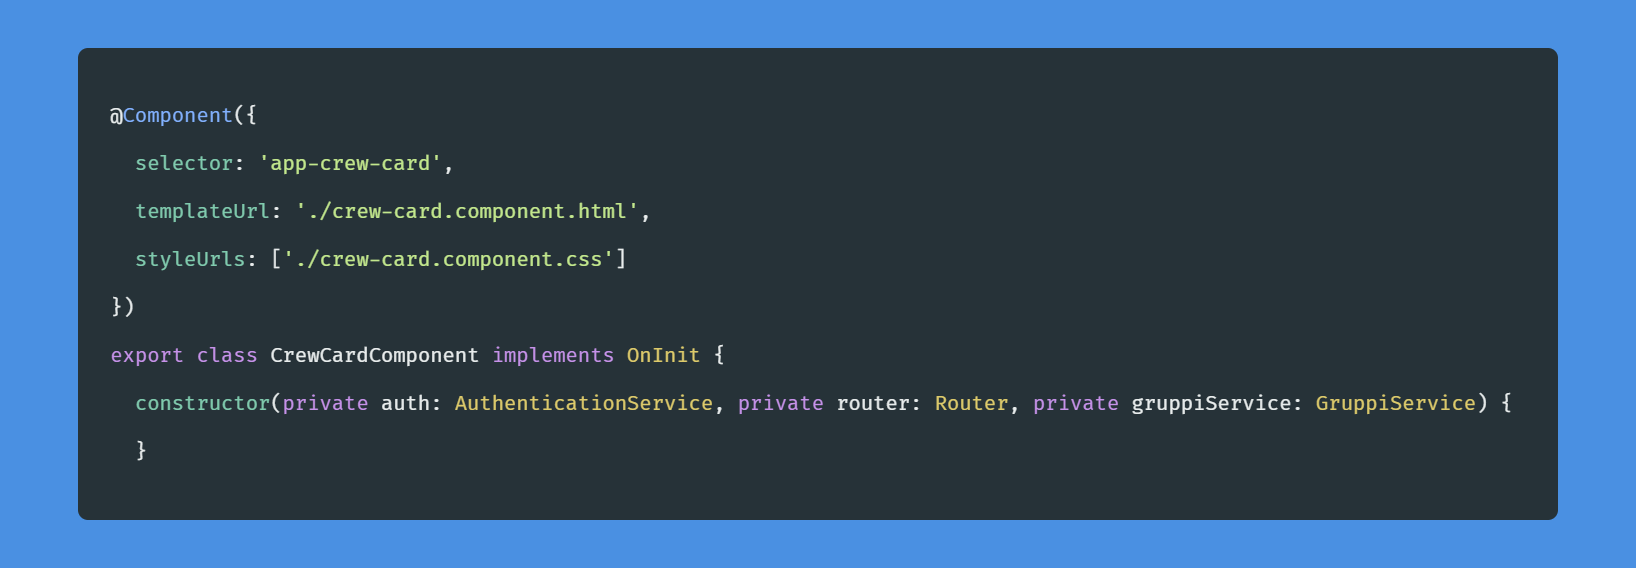 @Component({
  selector: 'app-crew-card',
  templateUrl: './crew-card.component.html',
  styleUrls: ['./crew-card.component.css']
})
export class CrewCardComponent implements OnInit {
  constructor(private auth: AuthenticationService, private router: Router, private gruppiService: GruppiService) {
  }